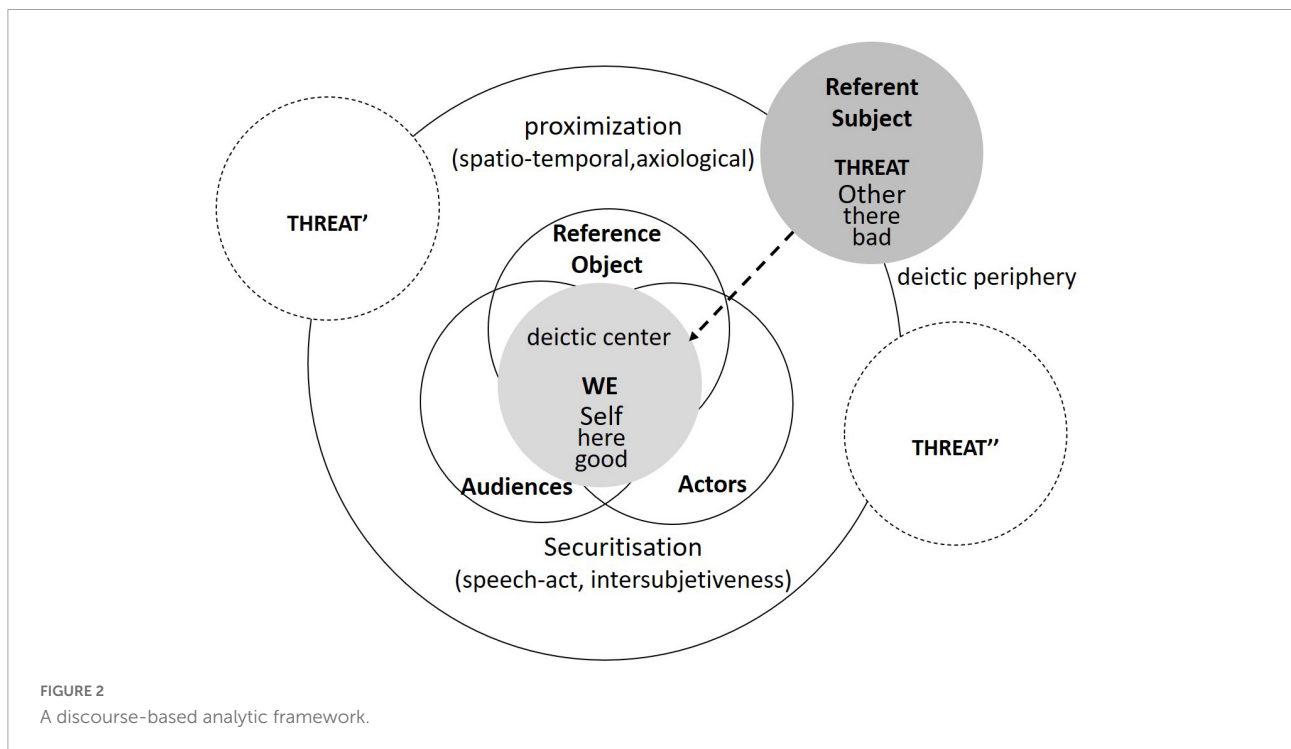 Referent
Subject
THREAT
Other
there
bad
proximization
(spatio-temporal,axiological)
THREAT'
Reference
Object
deictic periphery
deictic center
WE
Self
here
good
THREAT''
Audiences
Actors
Securitisation
(speech-act, intersubjetiveness)
FIGURE 2
A discourse-based analytic framework.